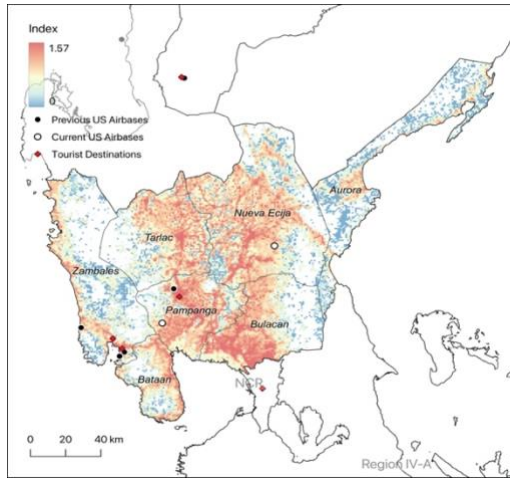 Index
1.57
0
Previous US Airbases
Current US Airbases
Tourist Destinations
Aurora
Nueva Ecija
Tarlac
Zambales
Pampanga
Bulacan
Bataan
NCR
0 40 km
Region IV-A